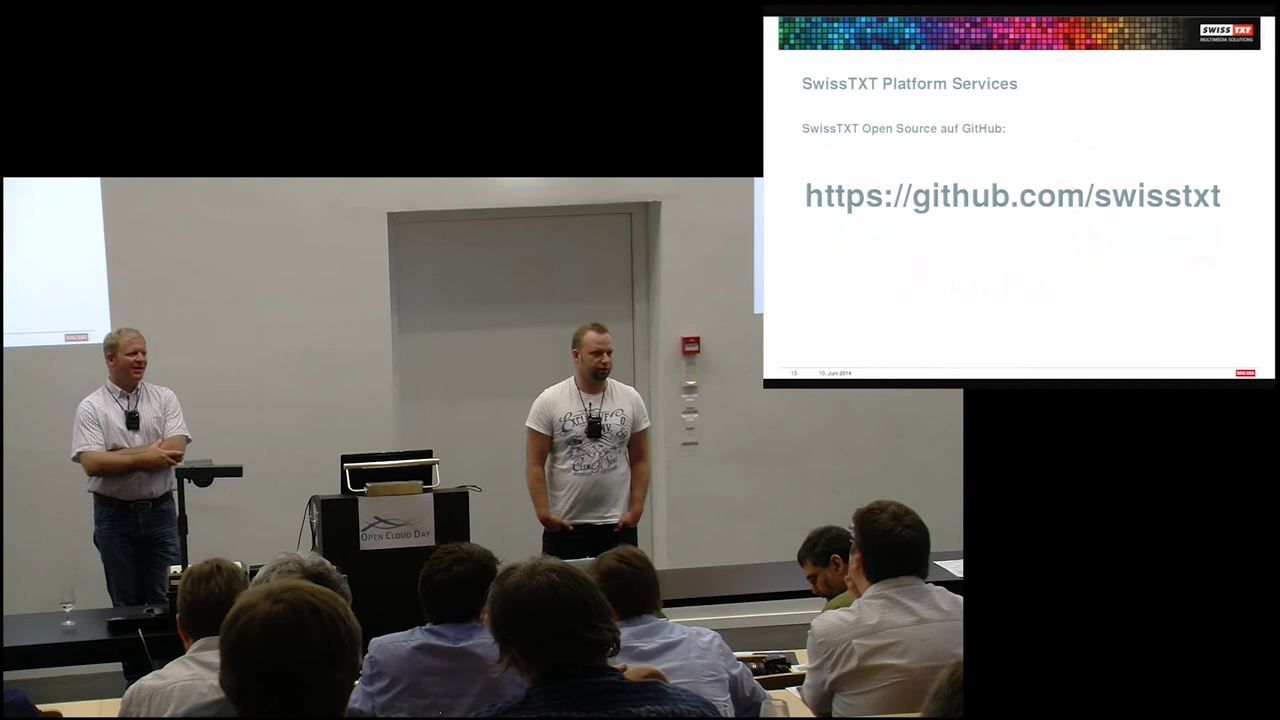 SWISS TXT
MULTIMEDIA SOLUTIONS
SwissTXT Platform Services
SwissTXT Open Source auf GitHub:
https://github.com/swisstxt
13 10. Juni 2014
OPEN CLOUD DAY